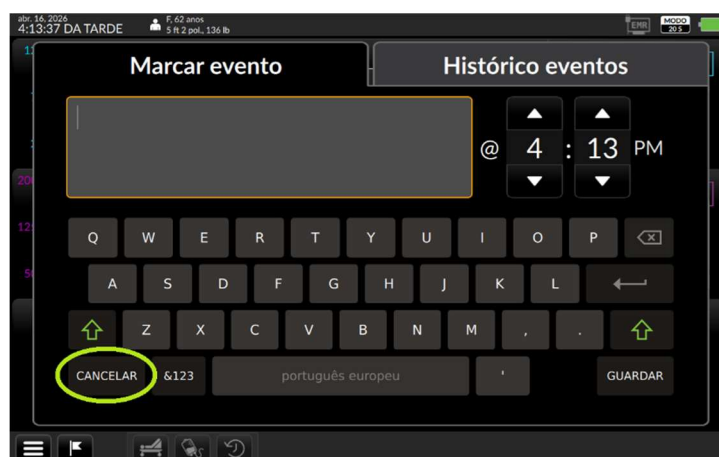 abr. 16, 2026
4:13:37 DA TARDE
F, 62 anos
5 ft 2 pol., 136 lb
EMR
MODO
20 S
Marcar evento
Histórico eventos
@ 4 : 13 PM
Q W E R T Y U I O P
A S D F G H J K L
Z X C V B N M , .
CANCELAR &123 português europeu ' GUARDAR